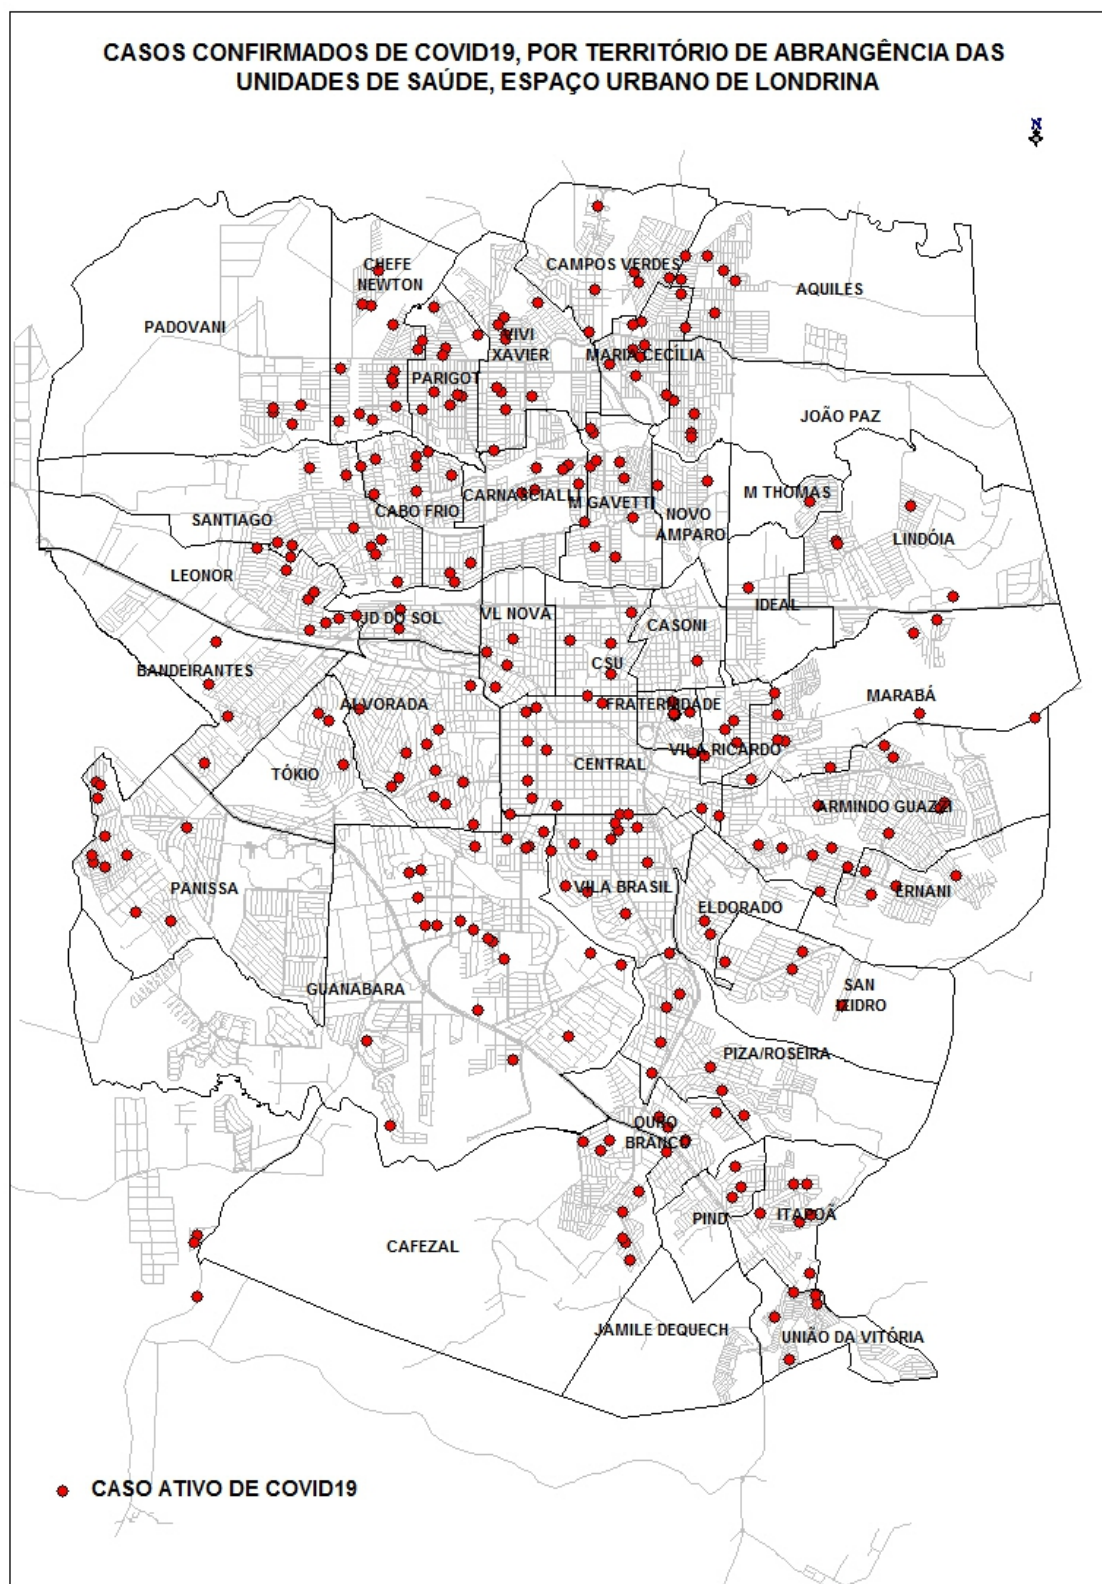 CASOS CONFIRMADOS DE COVID19, POR TERRITÓRIO DE ABRANGÊNCIA DAS
UNIDADES DE SAÚDE, ESPAÇO URBANO DE LONDRINA
N
CHEFE
NEWTON
CAMPOS VERDES
AQUILES
PADOVANI
VIVI
XAVIER
MARIA CECÍLIA
PARIGOT
JOÃO PAZ
SANTIAGO
CABO FRIO
CARNASCIALLI
M GAVETTI
NOVO
AMPARO
M THOMAS
LINDÓIA
LEONOR
JD DO SOL
VL NOVA
CASONI
IDEAL
BANDEIRANTES
CSU
ALVORADA
FRATERNIDADE
MARABÁ
TÓKIO
CENTRAL
VILA RICARDO
ARMINDO GUAZZI
PANISSA
VILA BRASIL
ELDORADO
ERNANI
GUANABARA
SAN
IZIDRO
PIZA/ROSEIRA
OURO
BRANCO
CAFEZAL
PIND
ITAPOÃ
JAMILE DEQUECH
UNIÃO DA VITÓRIA
CASO ATIVO DE COVID19